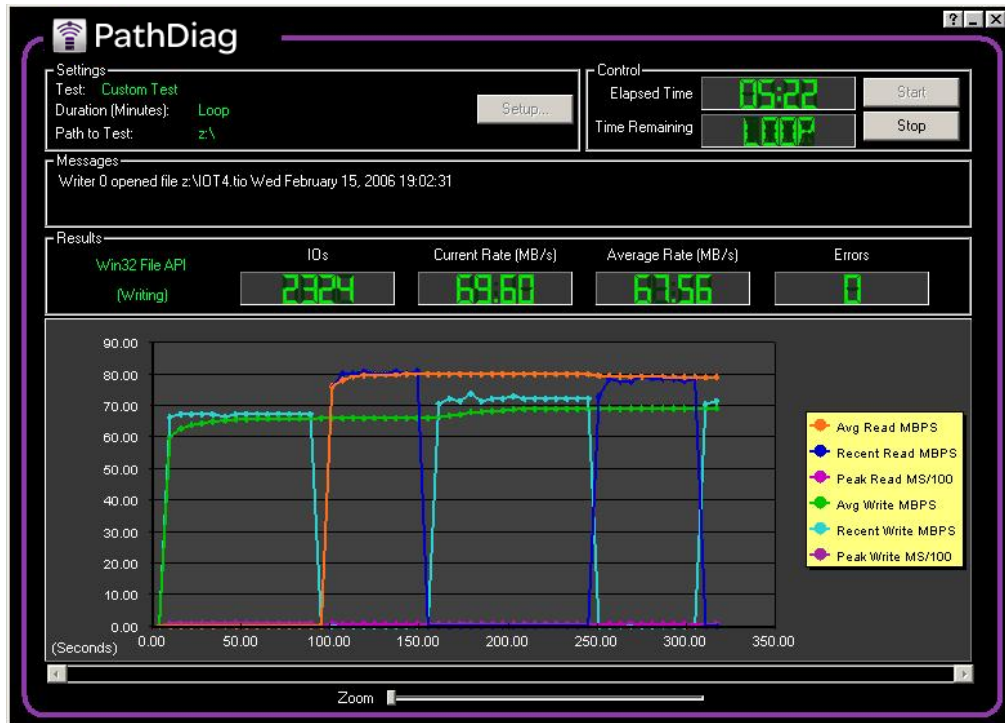 PathDiag
? _ X
Settings
Test: Custom Test
Duration (Minutes): Loop
Path to Test: z:\
Setup...
Control
Elapsed Time 05:22
Start
Time Remaining LOOP
Stop
Messages
Writer 0 opened file z:\IOT4.tio Wed February 15, 2006 19:02:31
Results
Win32 File API
(Writing)
IOs Current Rate (MB/s) Average Rate (MB/s) Errors
2324 69.60 67.56 0
90.00
80.00
70.00
60.00
50.00
40.00
30.00
20.00
10.00
0.00
0.00 50.00 100.00 150.00 200.00 250.00 300.00 350.00
(Seconds)
Avg Read MBPS
Recent Read MBPS
Peak Read MS/100
Avg Write MBPS
Recent Write MBPS
Peak Write MS/100
Zoom